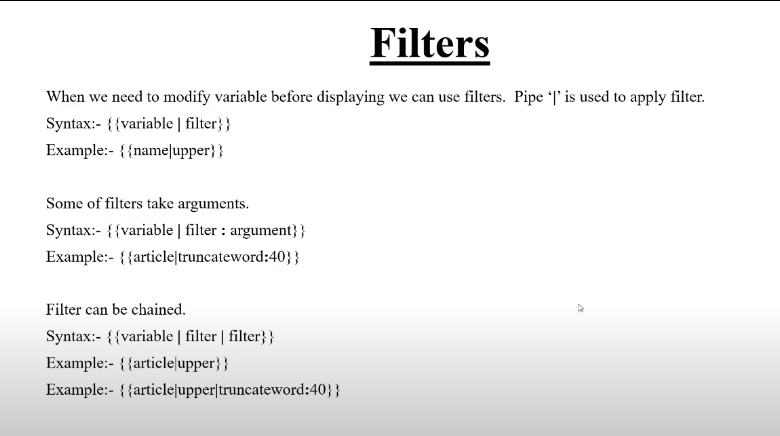 Filters
When we need to modify variable before displaying we can use filters.  Pipe ‘|’ is used to apply filter.
Syntax:- {{variable | filter}}
Example:- {{name|upper}}
Some of filters take arguments.
Syntax:- {{variable | filter : argument}}
Example:- {{article|truncateword:40}}
Filter can be chained.
Syntax:- {{variable | filter | filter}}
Example:- {{article|upper}}
Example:- {{article|upper|truncateword:40}}